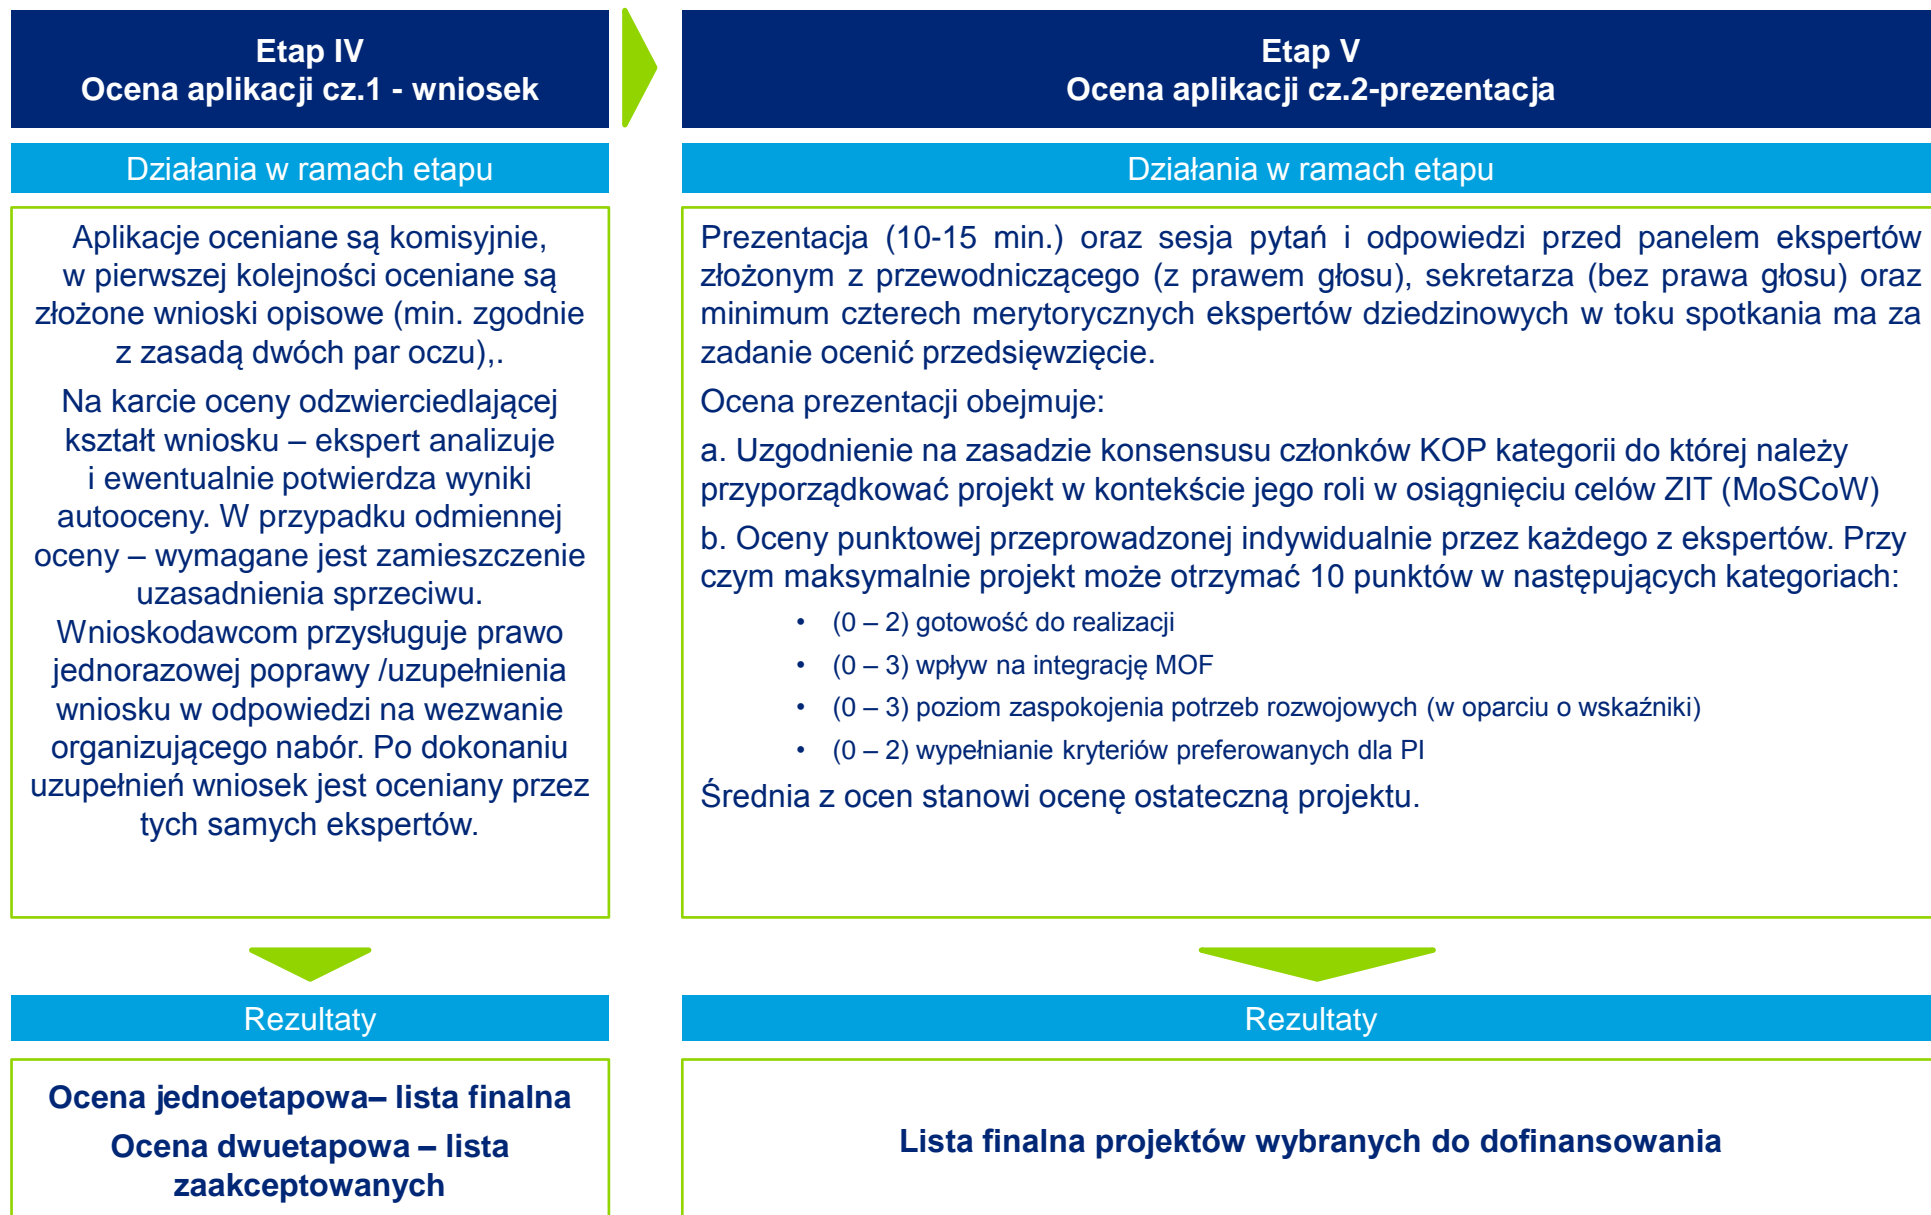 Etap IV
Ocena aplikacji cz.1 - wniosek
Działania w ramach etapu
Aplikacje oceniane są komisyjnie,
w pierwszej kolejności oceniane są
złożone wnioski opisowe (min. zgodnie
z zasadą dwóch par oczu),.
Na karcie oceny odzwierciedlającej
kształt wniosku – ekspert analizuje
i ewentualnie potwierdza wyniki
autooceny. W przypadku odmiennej
oceny – wymagane jest zamieszczenie
uzasadnienia sprzeciwu.
Wnioskodawcom przysługuje prawo
jednorazowej poprawy /uzupełnienia
wniosku w odpowiedzi na wezwanie
organizującego nabór. Po dokonaniu
uzupełnień wniosek jest oceniany przez
tych samych ekspertów.
Rezultaty
Ocena jednoetapowa– lista finalna
Ocena dwuetapowa – lista
zaakceptowanych
Etap V
Ocena aplikacji cz.2-prezentacja
Działania w ramach etapu
Prezentacja (10-15 min.) oraz sesja pytań i odpowiedzi przed panelem ekspertów
złożonym z przewodniczącego (z prawem głosu), sekretarza (bez prawa głosu) oraz
minimum czterech merytorycznych ekspertów dziedzinowych w toku spotkania ma za
zadanie ocenić przedsięwzięcie.
Ocena prezentacji obejmuje:
a. Uzgodnienie na zasadzie konsensusu członków KOP kategorii do której należy
przyporządkować projekt w kontekście jego roli w osiągnięciu celów ZIT (MoSCoW)
b. Oceny punktowej przeprowadzonej indywidualnie przez każdego z ekspertów. Przy
czym maksymalnie projekt może otrzymać 10 punktów w następujących kategoriach:
• (0 – 2) gotowość do realizacji
• (0 – 3) wpływ na integrację MOF
• (0 – 3) poziom zaspokojenia potrzeb rozwojowych (w oparciu o wskaźniki)
• (0 – 2) wypełnianie kryteriów preferowanych dla PI
Średnia z ocen stanowi ocenę ostateczną projektu.
Rezultaty
Lista finalna projektów wybranych do dofinansowania